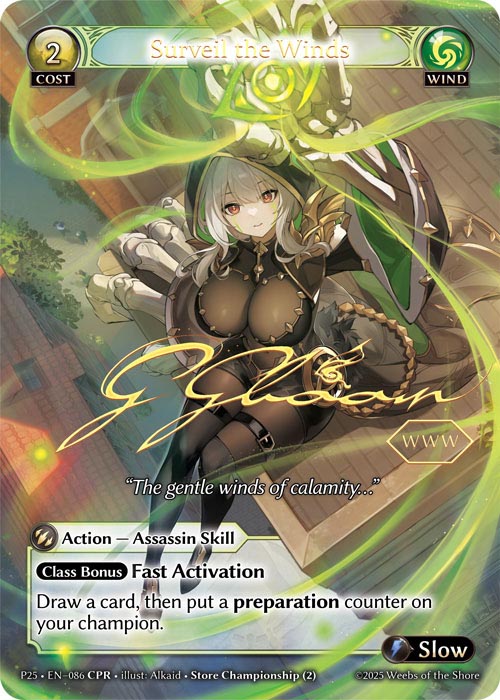 2
COST
Surveil the Winds
WIND
WWW
“The gentle winds of calamity...”
Action — Assassin Skill
Class Bonus Fast Activation
Draw a card, then put a preparation counter on
your champion.
Slow
P25 • EN–086 CPR • illust: Alkaid • Store Championship (2)
©2025 Weebs of the Shore